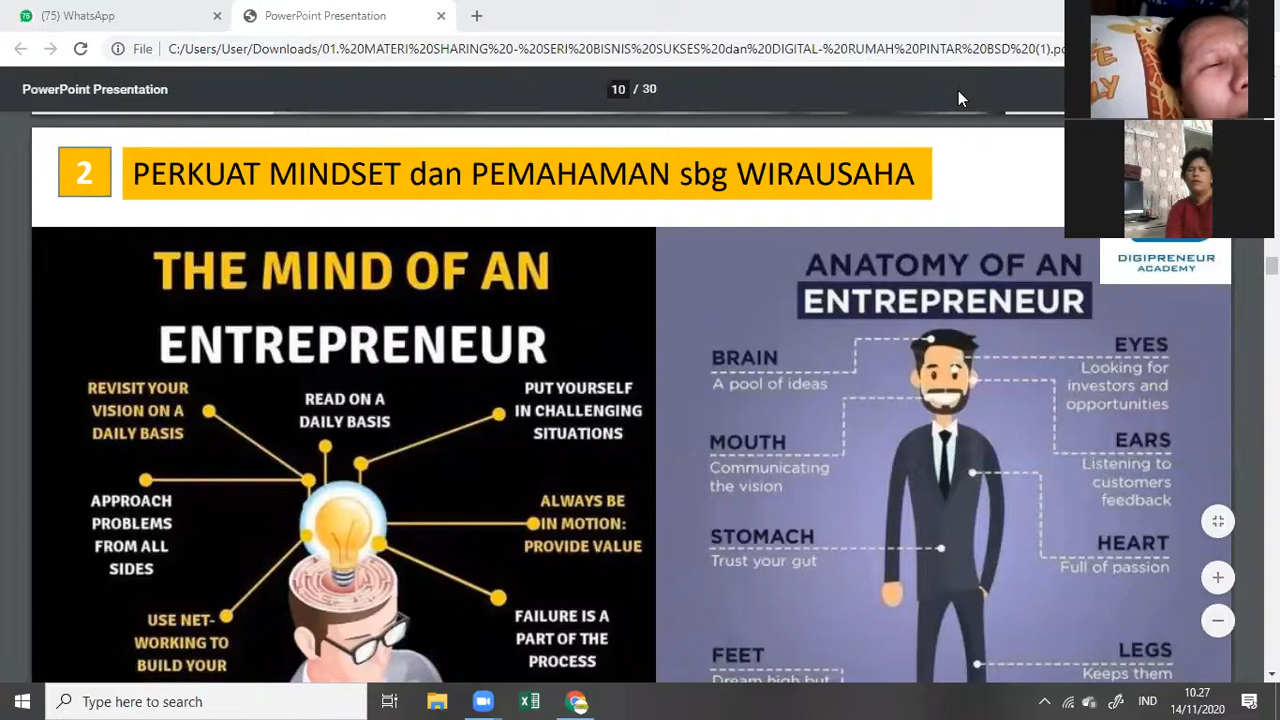 (75) WhatsApp
PowerPoint Presentation
File
C:/Users/User/Downloads/01.%20MATERI%20SHARING%20-%20SERI%20BISNIS%20SUKSES%20dan%20DIGITAL-%20RUMAH%20PINTAR%20BSD%20(1).pd
PowerPoint Presentation
10 / 30
2
PERKUAT MINDSET dan PEMAHAMAN sbg WIRAUSAHA
DIGIPRENEUR
ACADEMY
THE MIND OF AN
ENTREPRENEUR
REVISIT YOUR
VISION ON A
DAILY BASIS
READ ON A
DAILY BASIS
PUT YOURSELF
IN CHALLENGING
SITUATIONS
APPROACH
PROBLEMS
FROM ALL
SIDES
ALWAYS BE
IN MOTION:
PROVIDE VALUE
USE NET-
WORKING TO
BUILD YOUR
FAILURE IS A
PART OF THE
PROCESS
ANATOMY OF AN
ENTREPRENEUR
BRAIN
A pool of ideas
EYES
Looking for
investors and
opportunities
MOUTH
Communicating
the vision
EARS
Listening to
customers
feedback
STOMACH
Trust your gut
HEART
Full of passion
FEET
Dream high but
LEGS
Keeps them
Type here to search
IND
10.27
14/11/2020